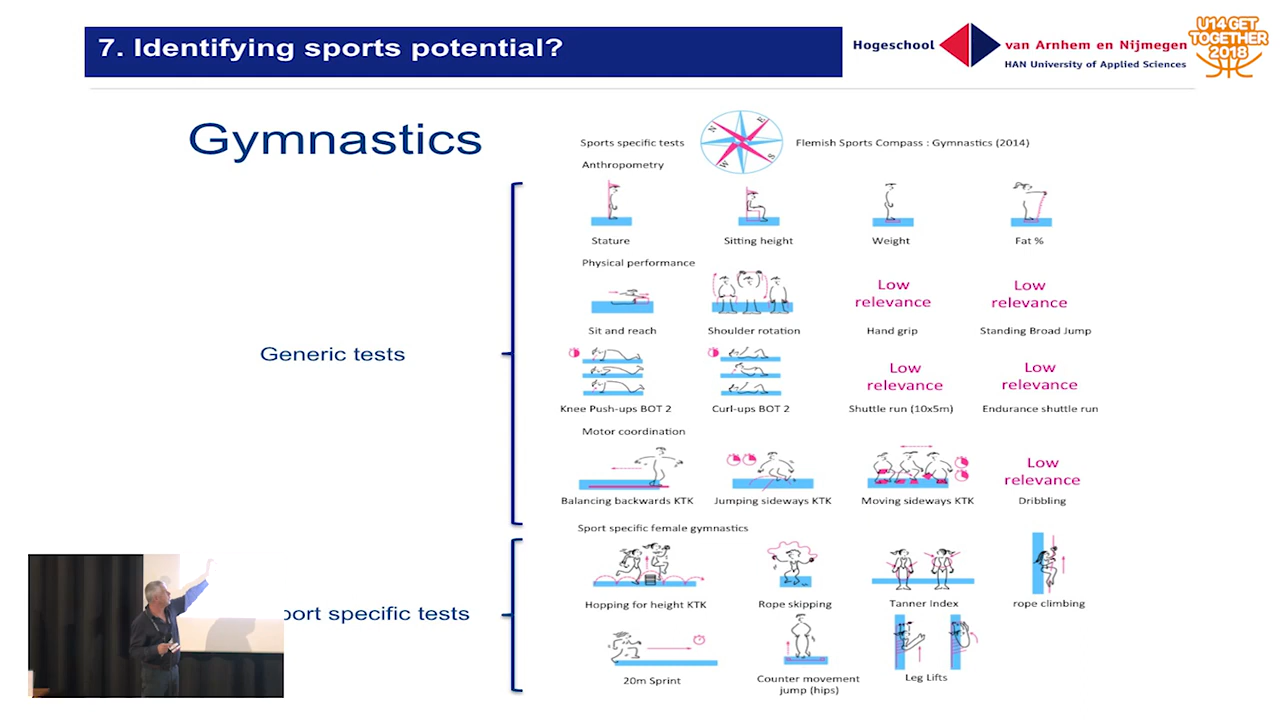 7. Identifying sports potential?
Hogeschool van Arnhem en Nijmegen
HAN University of Applied Sciences
U14 GET
TOGETHER
2018
Gymnastics
Sports specific tests
N
E
W
S
Flemish Sports Compass : Gymnastics (2014)
Anthropometry
Stature
Sitting height
Weight
Fat %
Physical performance
Low
relevance
Low
relevance
Sit and reach
Shoulder rotation
Hand grip
Standing Broad Jump
Generic tests
Low
relevance
Low
relevance
Knee Push-ups BOT 2
Curl-ups BOT 2
Shuttle run (10x5m)
Endurance shuttle run
Motor coordination
Low
relevance
Balancing backwards KTK
Jumping sideways KTK
Moving sideways KTK
Dribbling
Sport specific female gymnastics
Hopping for height KTK
Rope skipping
Tanner Index
rope climbing
port specific tests
20m Sprint
Counter movement
jump (hips)
Leg Lifts